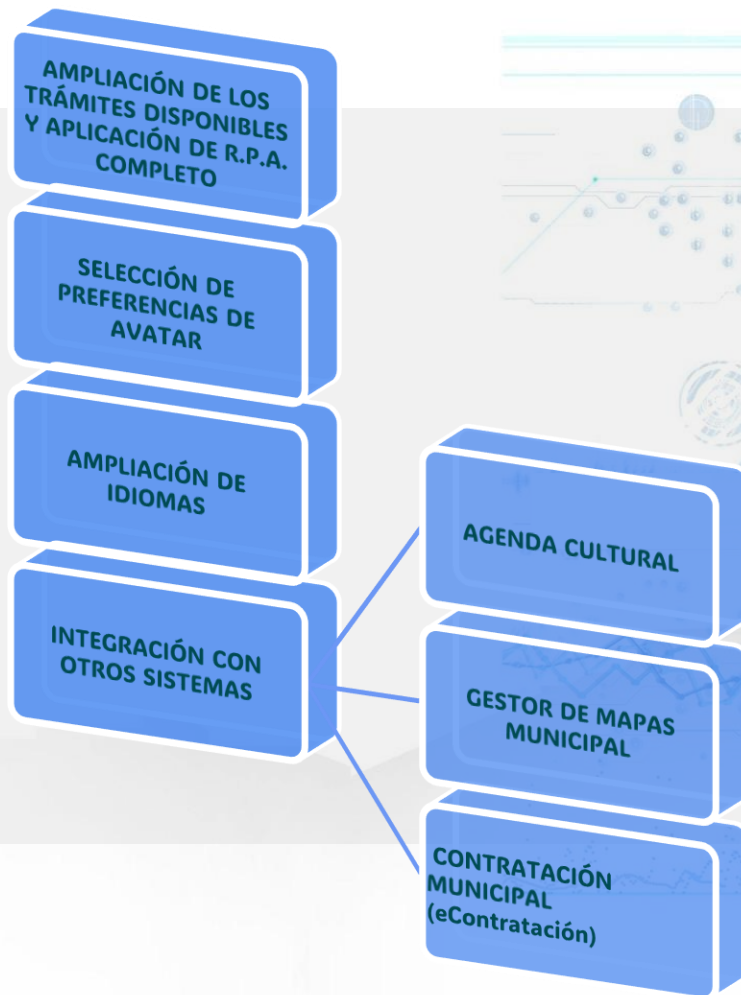 AMPLIACIÓN DE LOS
TRÁMITES DISPONIBLES
Y APLICACIÓN DE R.P.A.
COMPLETO
SELECCIÓN DE
PREFERENCIAS DE
AVATAR
AMPLIACIÓN DE
IDIOMAS
INTEGRACIÓN CON
OTROS SISTEMAS
AGENDA CULTURAL
GESTOR DE MAPAS
MUNICIPAL
CONTRATACIÓN
MUNICIPAL
(eContratación)